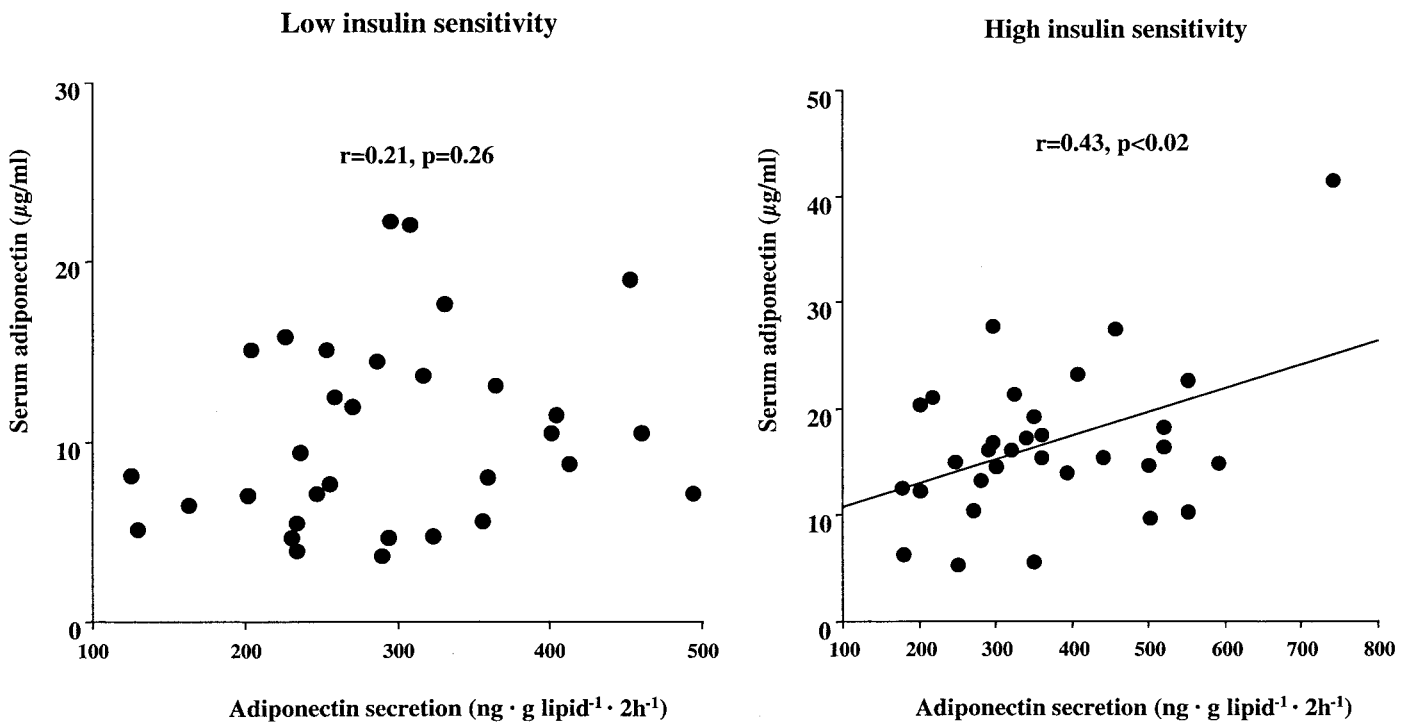 Low insulin sensitivity
30
20
10
0
100 200 300 400 500
r=0.21, p=0.26
Serum adiponectin (μg/ml)
Adiponectin secretion (ng · g lipid⁻¹ · 2h⁻¹)
High insulin sensitivity
50
40
30
20
10
0
100 200 300 400 500 600 700 800
r=0.43, p<0.02
Serum adiponectin (μg/ml)
Adiponectin secretion (ng · g lipid⁻¹ · 2h⁻¹)